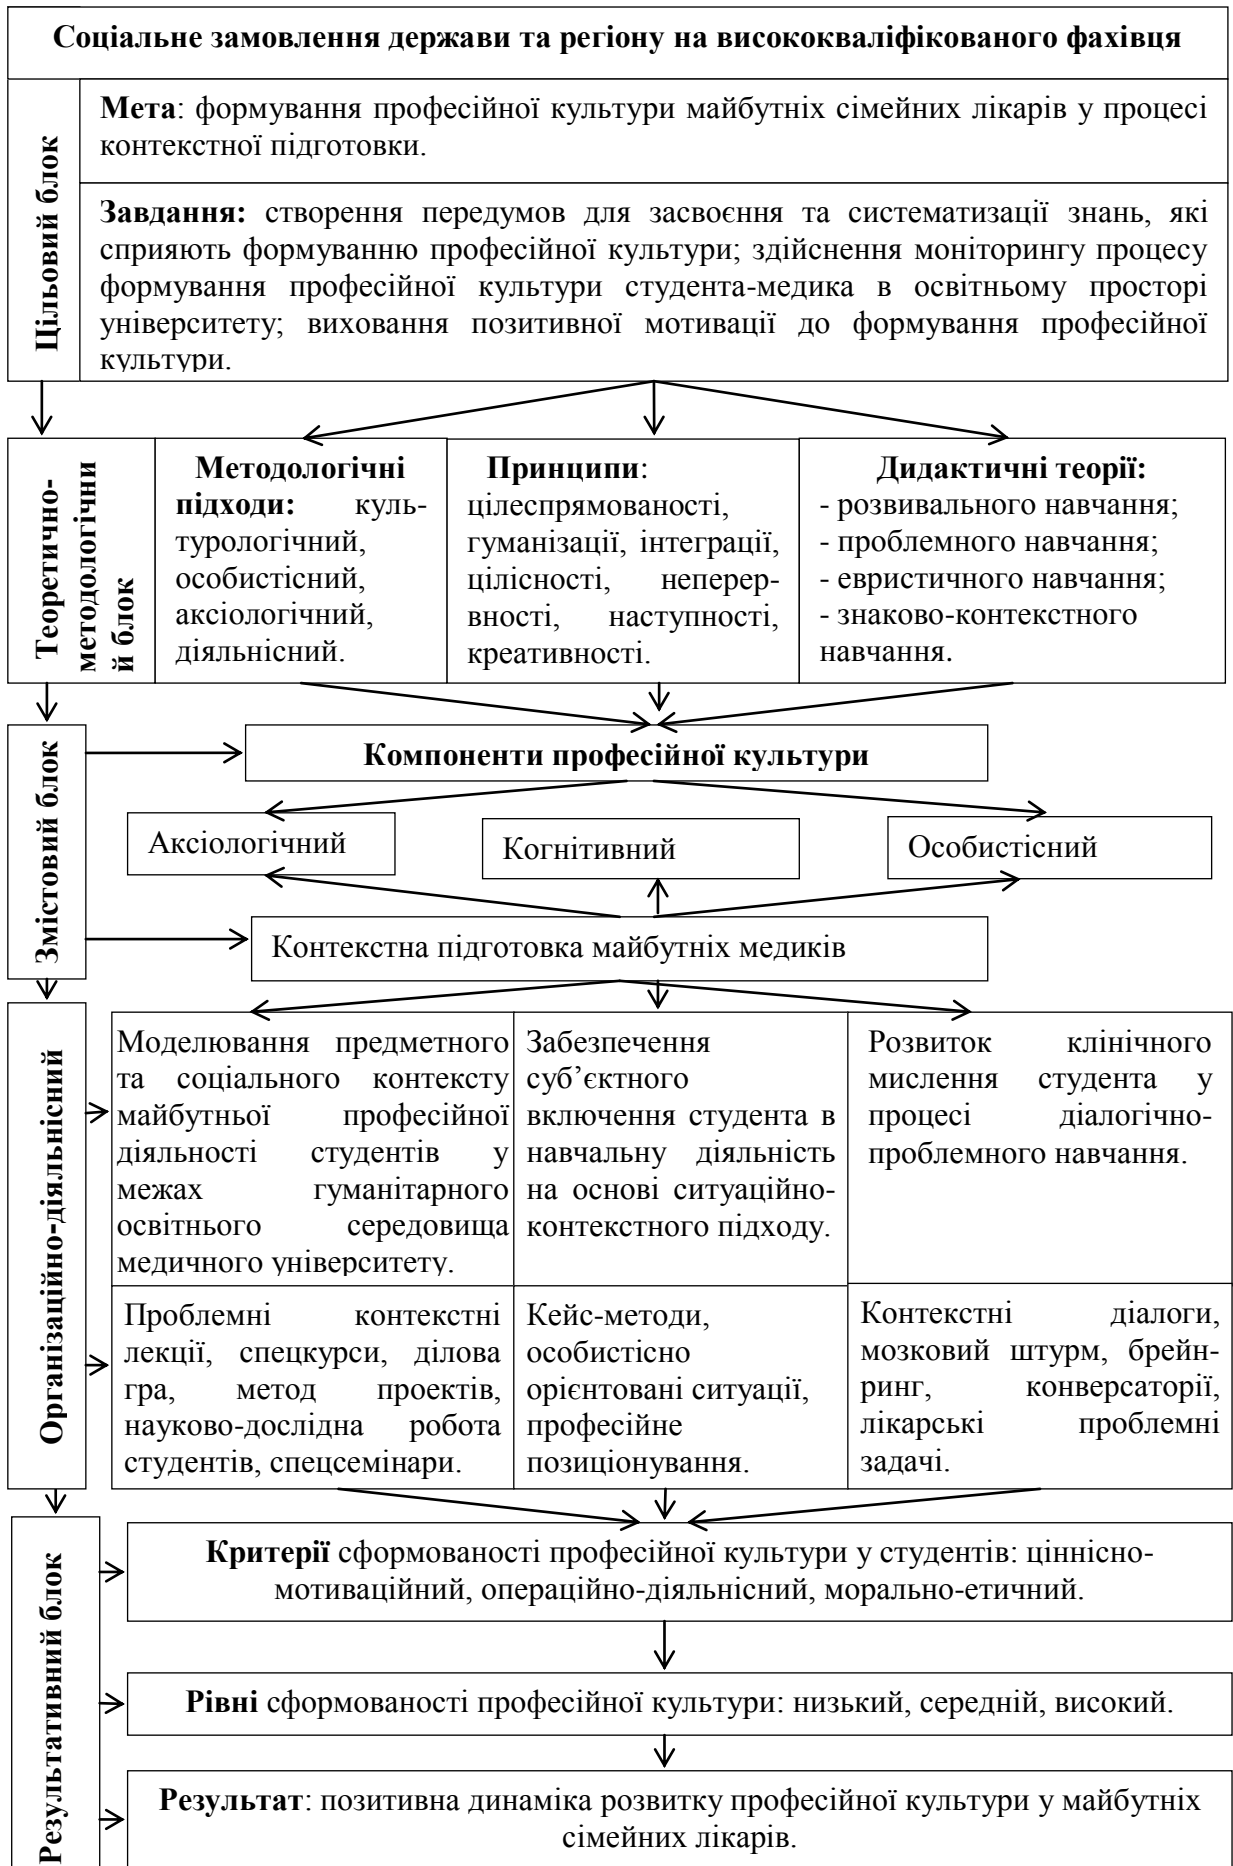 Соціальне замовлення держави та регіону на висококваліфікованого фахівця
Цільовий блок
Мета: формування професійної культури майбутніх сімейних лікарів у процесі
контекстної підготовки.
Завдання: створення передумов для засвоєння та систематизації знань, які
сприяють формуванню професійної культури; здійснення моніторингу процесу
формування професійної культури студента-медика в освітньому просторі
університету; виховання позитивної мотивації до формування професійної
культури.
Теоретично-
методологічни
й блок
Методологічні
підходи: куль-
турологічний,
особистісний,
аксіологічний,
діяльнісний.
Принципи:
цілеспрямованості,
гуманізації, інтеграції,
цілісності, неперер-
вності, наступності,
креативності.
Дидактичні теорії:
- розвивального навчання;
- проблемного навчання;
- евристичного навчання;
- знаково-контекстного
навчання.
Змістовий блок
Компоненти професійної культури
Аксіологічний
Когнітивний
Особистісний
Контекстна підготовка майбутніх медиків
Організаційно-діяльнісний
Моделювання предметного
та соціального контексту
майбутньої професійної
діяльності студентів у
межах гуманітарного
освітнього середовища
медичного університету.
Забезпечення
суб’єктного
включення студента в
навчальну діяльність
на основі ситуаційно-
контекстного підходу.
Розвиток клінічного
мислення студента у
процесі діалогічно-
проблемного навчання.
Проблемні контекстні
лекції, спецкурси, ділова
гра, метод проектів,
науково-дослідна робота
студентів, спецсемінари.
Кейс-методи,
особистісно
орієнтовані ситуації,
професійне
позиціонування.
Контекстні діалоги,
мозковий штурм, брейн-
ринг, конверсаторії,
лікарські проблемні
задачі.
Результативний блок
Критерії сформованості професійної культури у студентів: ціннісно-
мотиваційний, операційно-діяльнісний, морально-етичний.
Рівні сформованості професійної культури: низький, середній, високий.
Результат: позитивна динаміка розвитку професійної культури у майбутніх
сімейних лікарів.